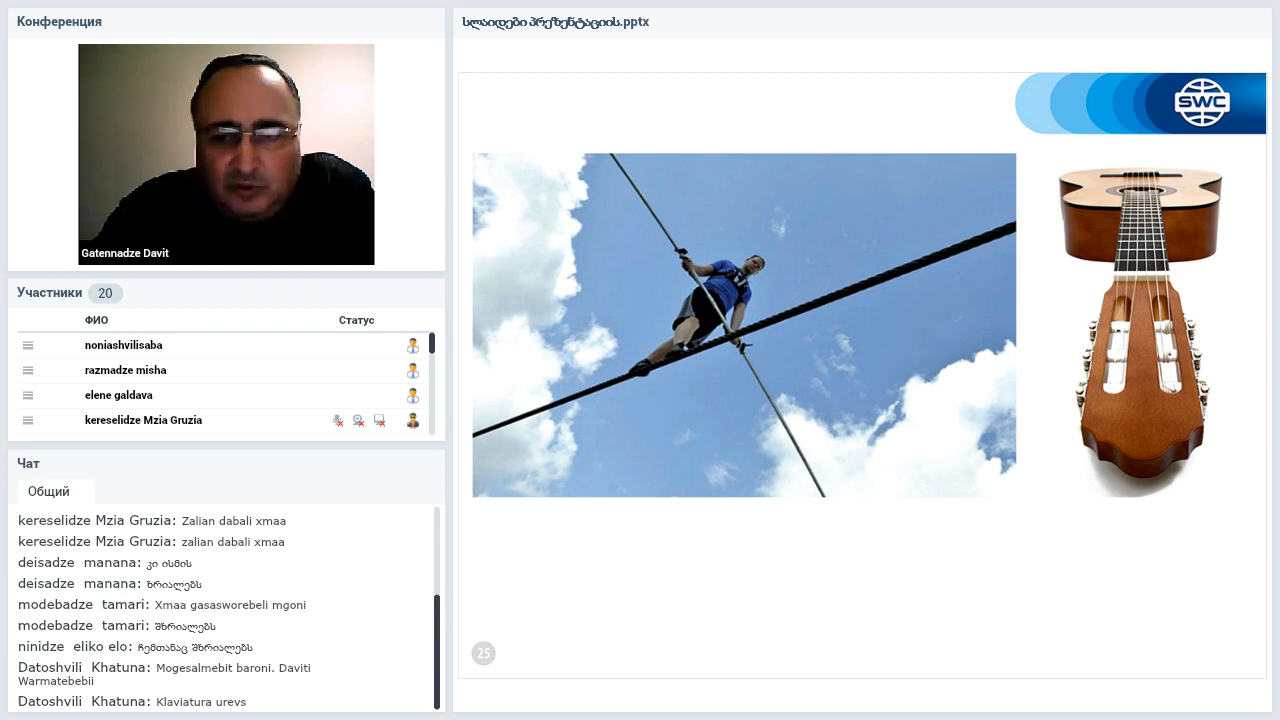 Конференция
Gatennadze Davit
Участники 20
ФИО Статус
noniashvilisaba
razmadze misha
elene galdava
kereselidze Mzia Gruzia
Чат
Общий
kereselidze Mzia Gruzia: Zalian dabali xmaa
kereselidze Mzia Gruzia: zalian dabali xmaa
deisadze manana: კი ისმის
deisadze manana: ხრიალებს
modebadze tamari: Xmaa gasasworebeli mgoni
modebadze tamari: შხრიალებს
ninidze eliko elo: ჩემთანაც შხრიალებს
Datoshvili Khatuna: Mogesalmebit baroni. Daviti
Warmatebebii
Datoshvili Khatuna: Klaviatura urevs
სლაიდები პრეზენტაციის.pptx
SWC
25